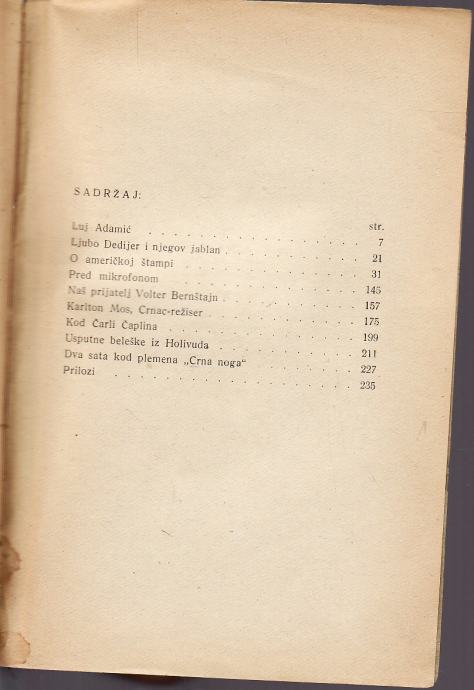 SADRŽAJ:
str.
Luj Adamić . . . . . . . . . . . . . 7
Ljubo Dedijer i njegov jablan . . . . . . . . 21
O američkoj štampi . . . . . . . . . . . 31
Pred mikrofonom . . . . . . . . . . . . 145
Naš prijatelj Volter Bernštajn . . . . . . . . 157
Karlton Mos, Crnac-režiser . . . . . . . . . 175
Kod Čarli Čaplina . . . . . . . . . . . 199
Usputne beleške iz Holivuda . . . . . . . . 211
Dva sata kod plemena „Crna noga“ . . . . . . 227
Prilozi . . . . . . . . . . . . . . 235